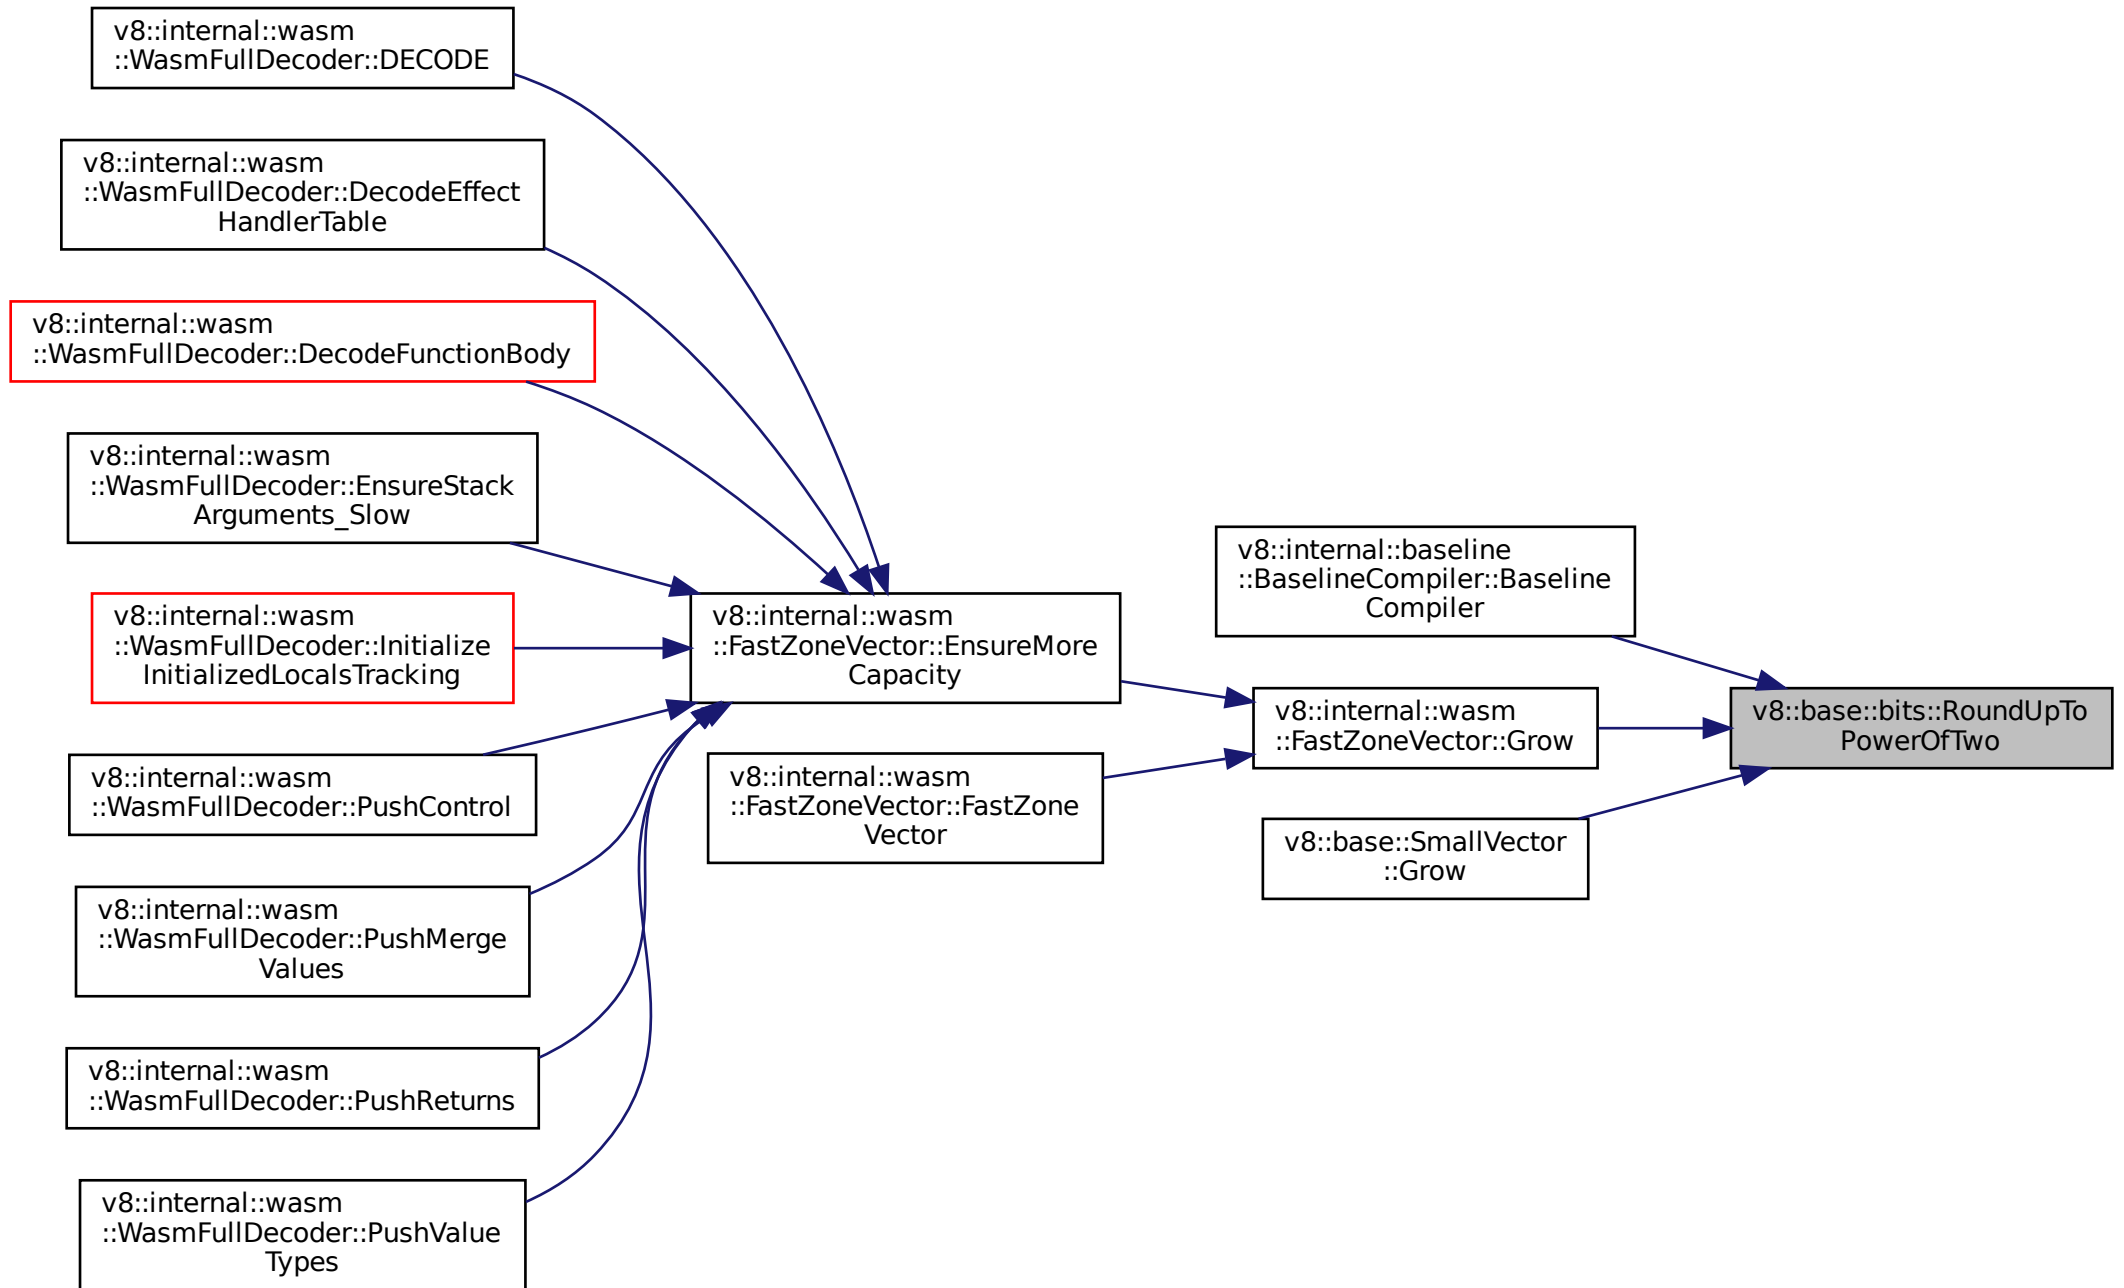 v8::internal::wasm
::WasmFullDecoder::DECODE
v8::internal::wasm
::WasmFullDecoder::DecodeEffect
HandlerTable
v8::internal::wasm
::WasmFullDecoder::DecodeFunctionBody
v8::internal::wasm
::WasmFullDecoder::EnsureStack
Arguments_Slow
v8::internal::wasm
::WasmFullDecoder::Initialize
InitializedLocalsTracking
v8::internal::wasm
::WasmFullDecoder::PushControl
v8::internal::wasm
::WasmFullDecoder::PushMerge
Values
v8::internal::wasm
::WasmFullDecoder::PushReturns
v8::internal::wasm
::WasmFullDecoder::PushValue
Types
v8::internal::wasm
::FastZoneVector::EnsureMore
Capacity
v8::internal::wasm
::FastZoneVector::FastZone
Vector
v8::internal::baseline
::BaselineCompiler::Baseline
Compiler
v8::internal::wasm
::FastZoneVector::Grow
v8::base::SmallVector
::Grow
v8::base::bits::RoundUpTo
PowerOfTwo